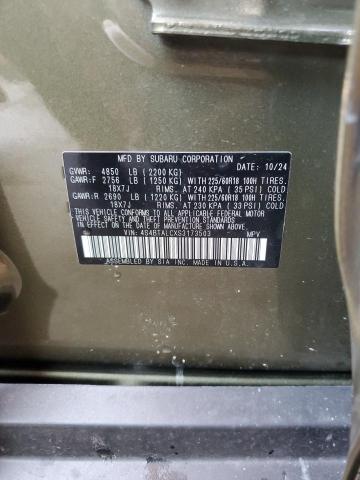 MFD BY SUBARU CORPORATION DATE: 10/24
GVWR: 4850 LB (2200 KG)
GAWR:F 2756 LB (1250 KG) WITH 225/60R18 100H TIRES.
18X7J RIMS. AT 240 KPA (35 PSI) COLD
GAWR:R 2690 LB (1220 KG) WITH 225/60R18 100H TIRES.
18X7J RIMS. AT 230 KPA (33 PSI) COLD
THIS VEHICLE CONFORMS TO ALL APPLICABLE FEDERAL MOTOR
VEHICLE SAFETY, BUMPER, AND THEFT PREVENTION
STANDARDS IN EFFECT ON THE DATE OF MANUFACTURE
SHOWN ABOVE.
VIN: 4S4BTALCXS3173503 MPV
ASSEMBLED BY SIA INC. MADE IN U.S.A.